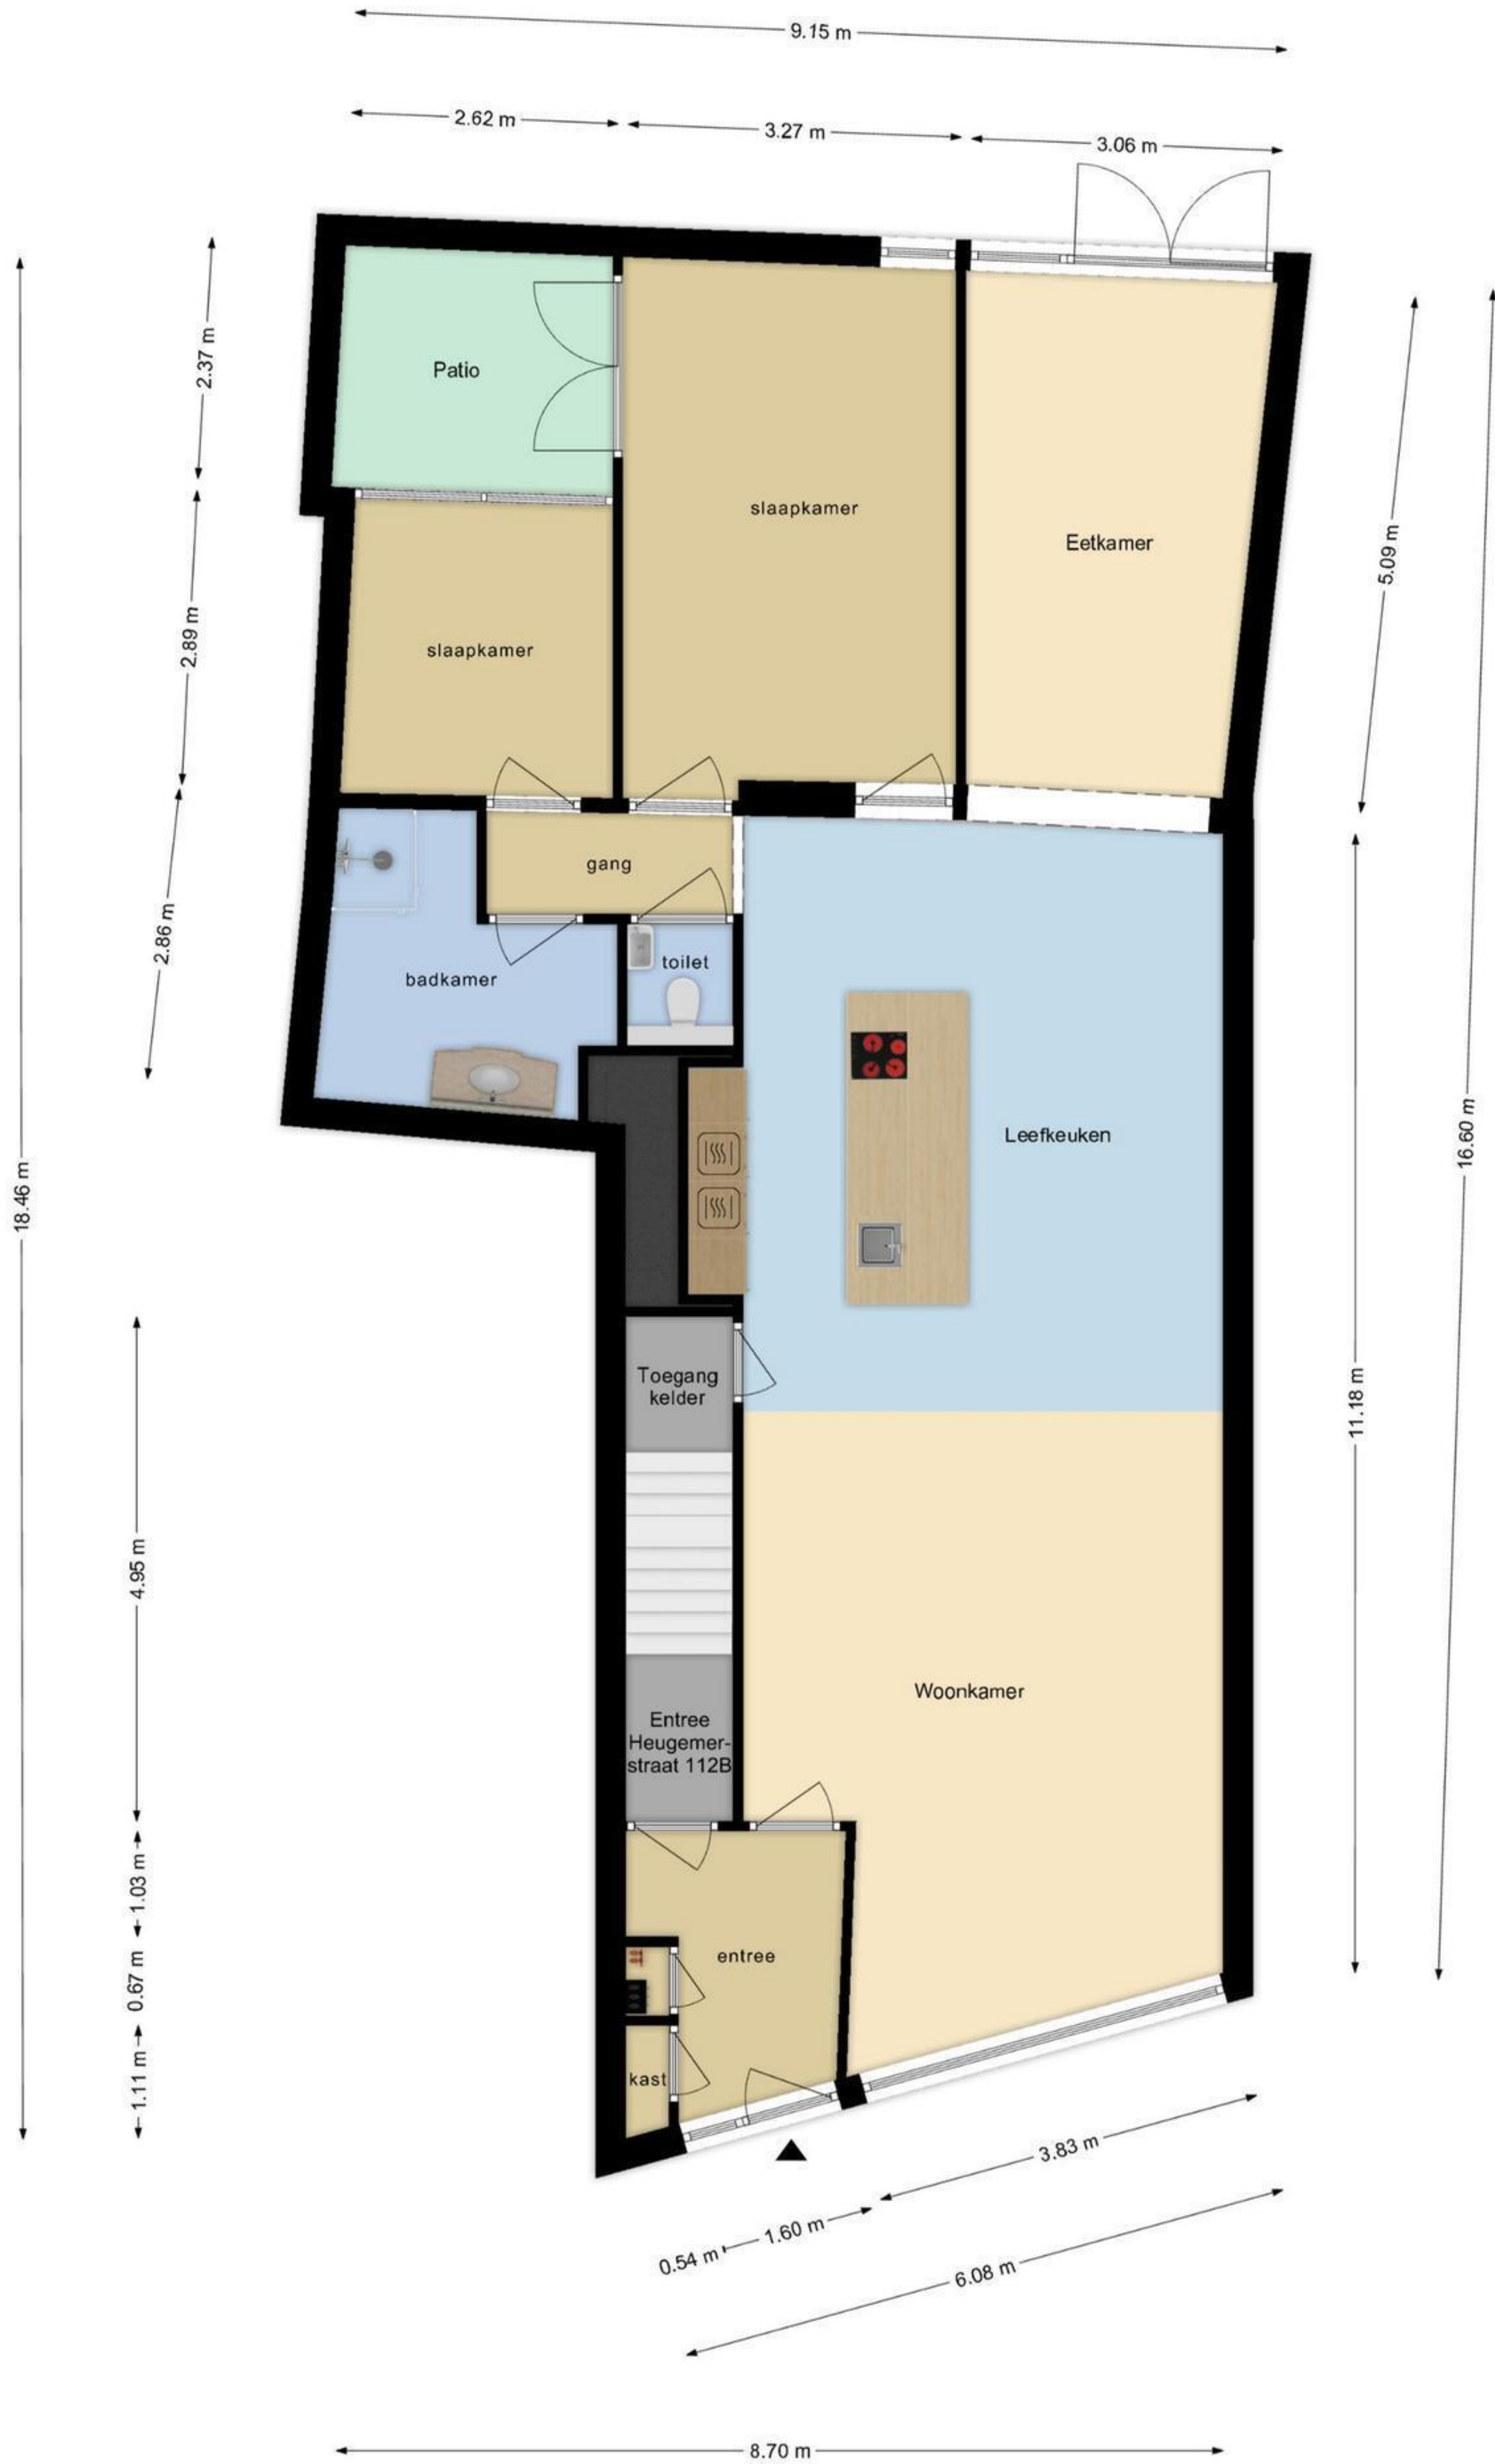 9.15 m
2.62 m
3.27 m
3.06 m
2.37 m
Patio
slaapkamer
Eetkamer
5.09 m
2.89 m
slaapkamer
gang
2.86 m
badkamer
toilet
Leefkeuken
16.60 m
18.46 m
Toegang
kelder
11.18 m
4.95 m
Woonkamer
Entree
Heugemer-
straat 112B
1.03 m
entree
0.67 m
kast
1.11 m
3.83 m
1.60 m
0.54 m
6.08 m
8.70 m